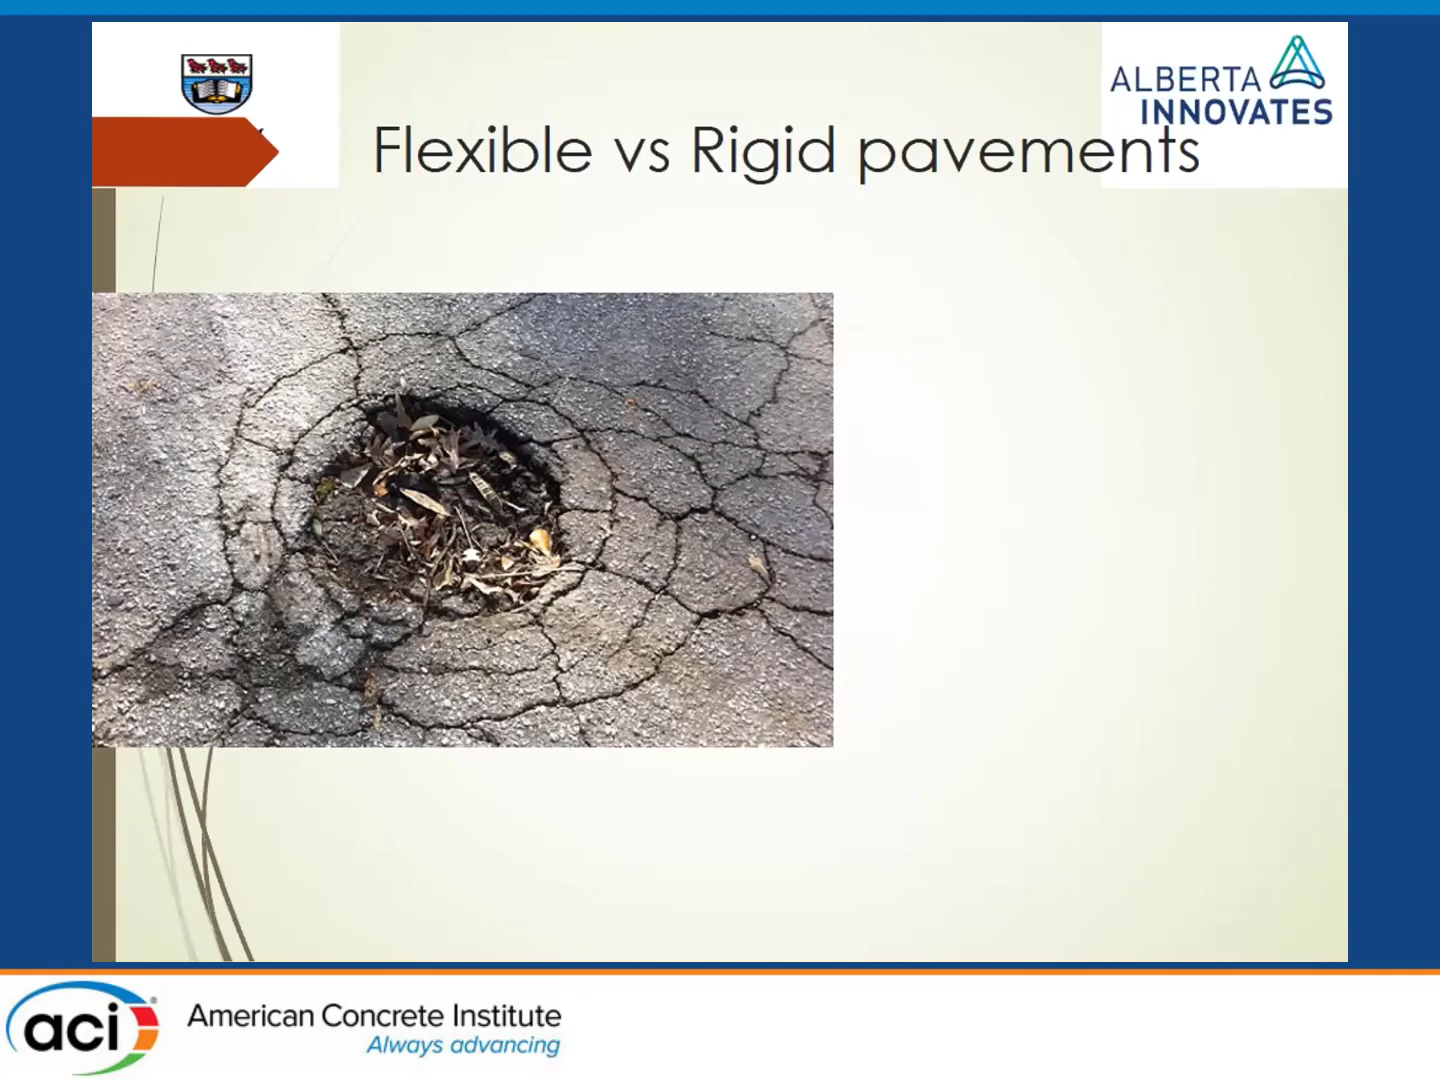 ALBERTA
INNOVATES
Flexible vs Rigid pavements
aci
American Concrete Institute
Always advancing